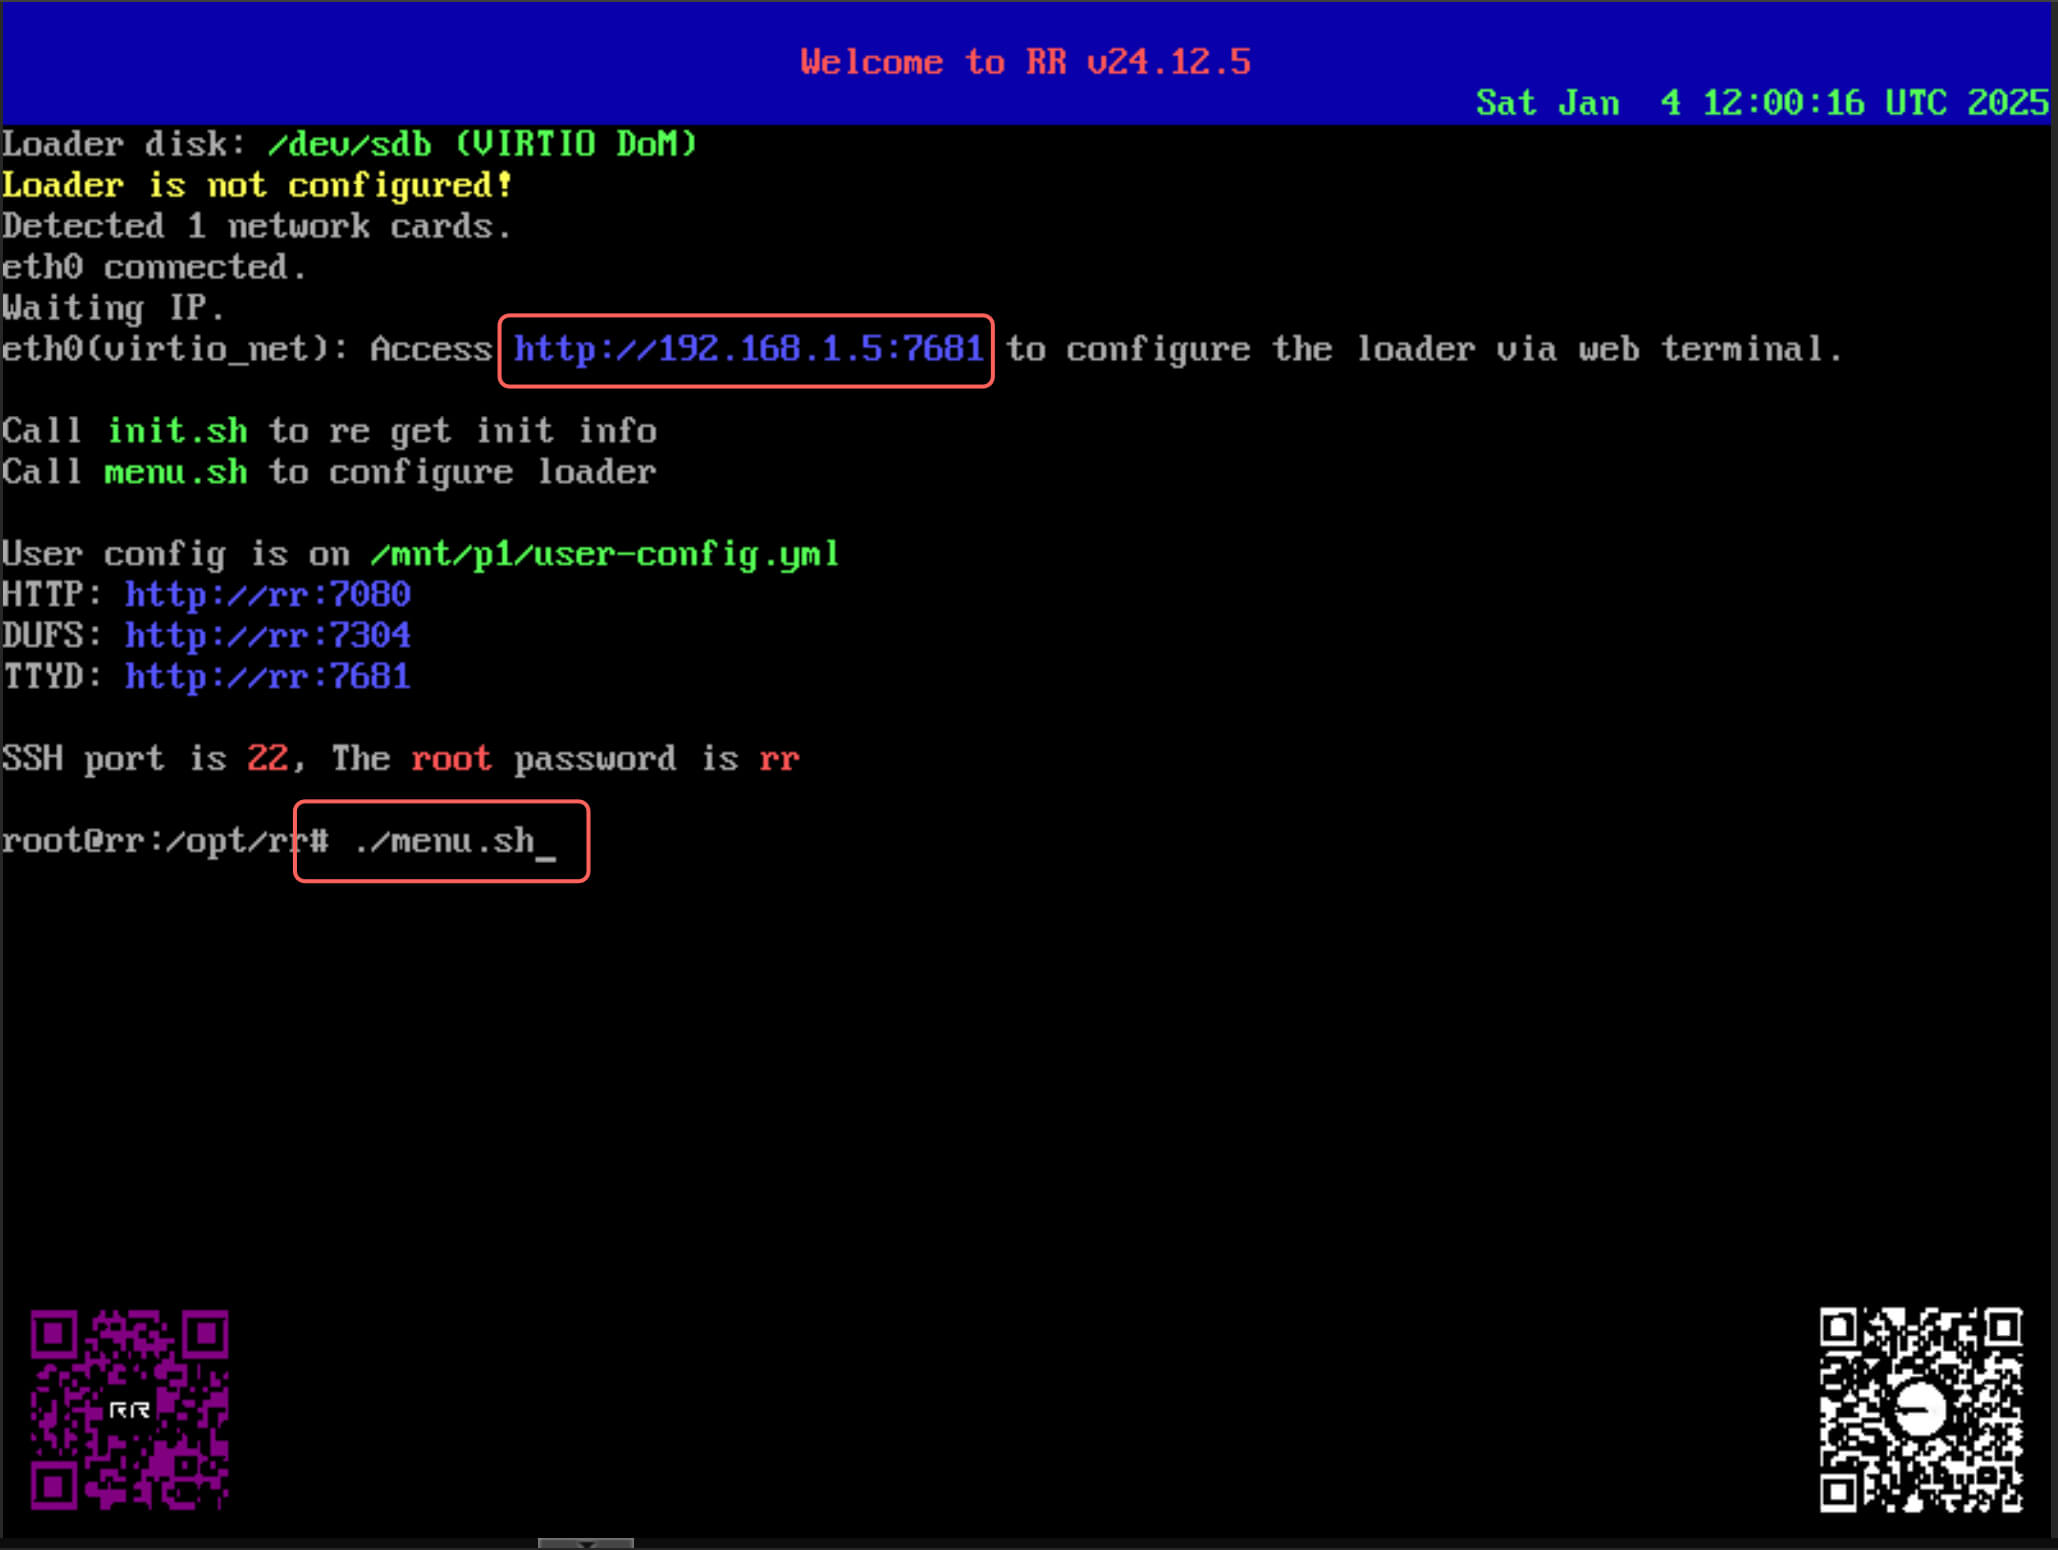 Welcome to RR v24.12.5
Sat Jan  4 12:00:16 UTC 2025
Loader disk: /dev/sdb (VIRTIO DoM)
Loader is not configured!
Detected 1 network cards.
eth0 connected.
Waiting IP.
eth0(virtio_net): Access http://192.168.1.5:7681 to configure the loader via web terminal.
Call init.sh to re get init info
Call menu.sh to configure loader
User config is on /mnt/p1/user-config.yml
HTTP: http://rr:7080
DUFS: http://rr:7304
TTYD: http://rr:7681
SSH port is 22, The root password is rr
root@rr:/opt/rr# ./menu.sh_
RR